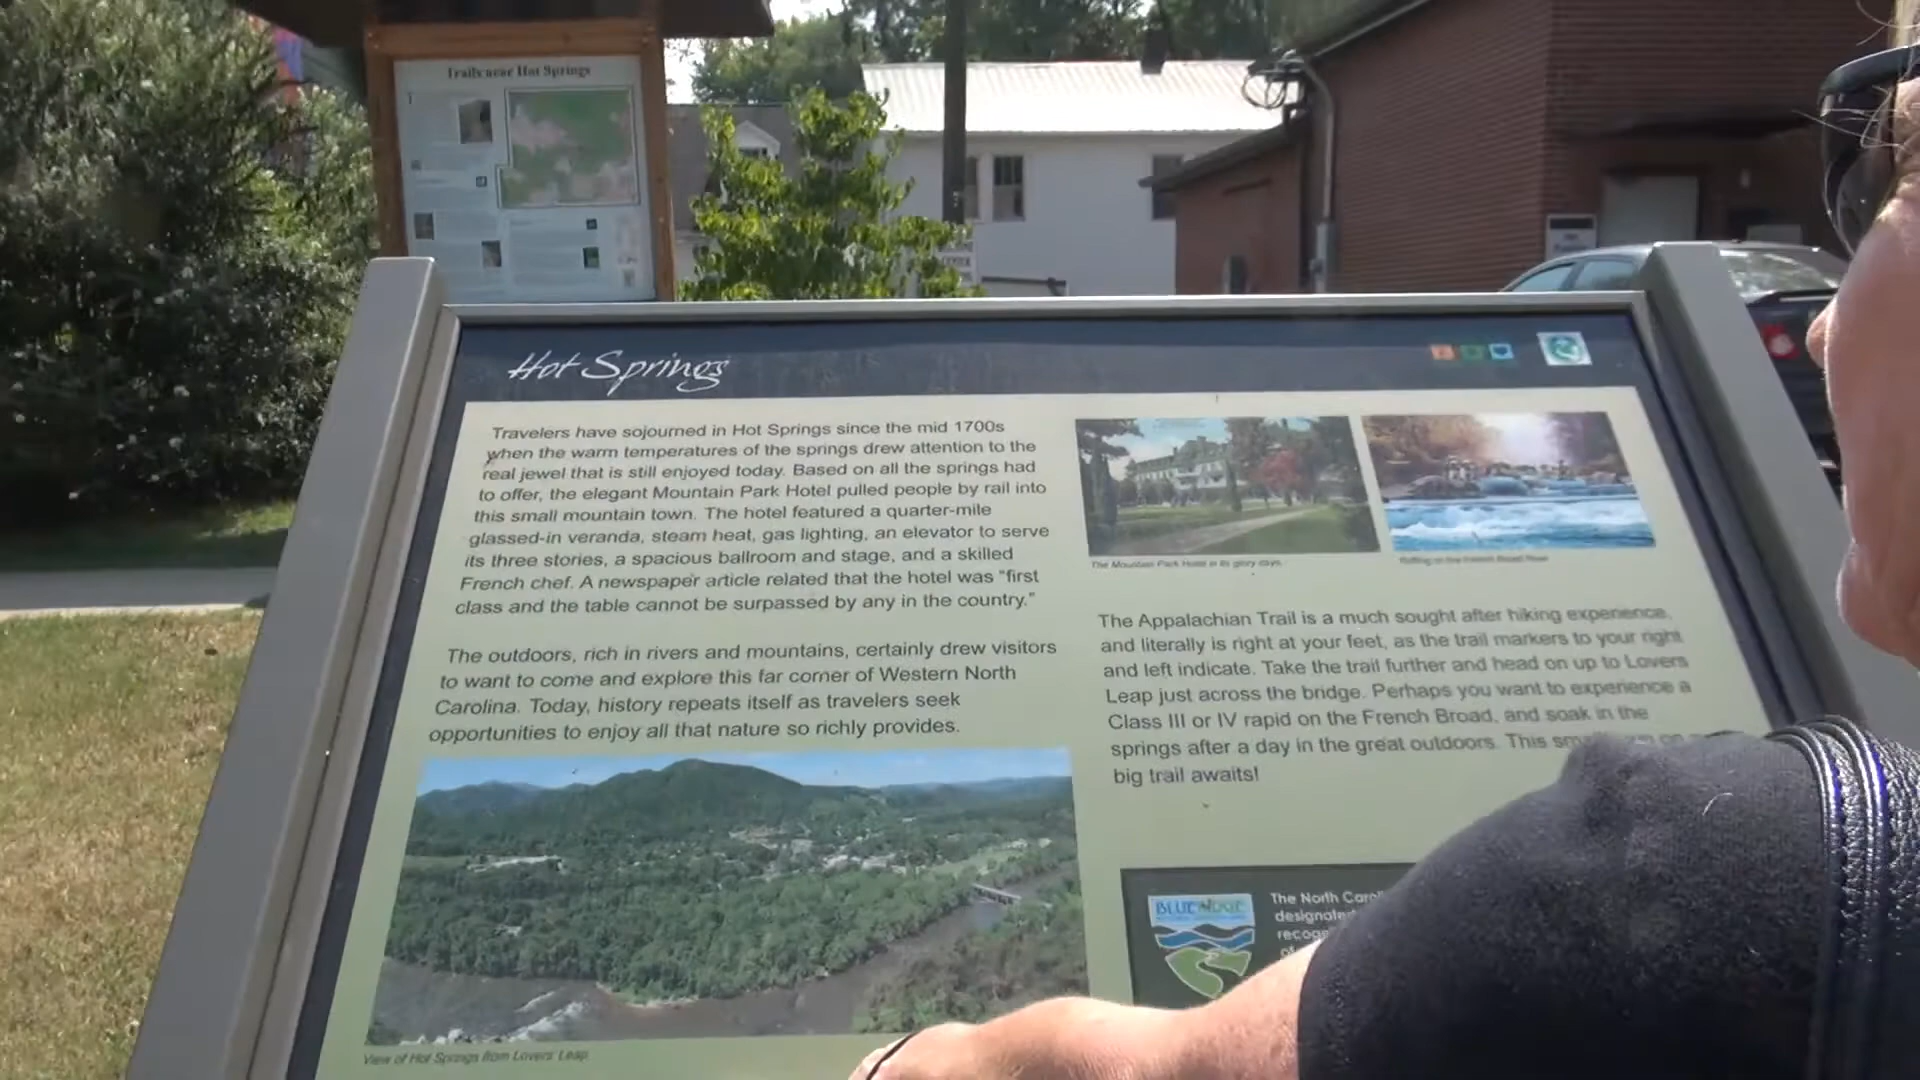 Trails near Hot Springs
Hot Springs
Travelers have sojourned in Hot Springs since the mid 1700s
when the warm temperatures of the springs drew attention to the
real jewel that is still enjoyed today. Based on all the springs had
to offer, the elegant Mountain Park Hotel pulled people by rail into
this small mountain town. The hotel featured a quarter-mile
glassed-in veranda, steam heat, gas lighting, an elevator to serve
its three stories, a spacious ballroom and stage, and a skilled
French chef. A newspaper article related that the hotel was "first
class and the table cannot be surpassed by any in the country."
The outdoors, rich in rivers and mountains, certainly drew visitors
to want to come and explore this far corner of Western North
Carolina. Today, history repeats itself as travelers seek
opportunities to enjoy all that nature so richly provides.
View of Hot Springs from Lovers' Leap
The Mountain Park Hotel in its glory days.
Rafting on the French Broad River
The Appalachian Trail is a much sought after hiking experience,
and literally is right at your feet, as the trail markers to your right
and left indicate. Take the trail further and head on up to Lovers
Leap just across the bridge. Perhaps you want to experience a
Class III or IV rapid on the French Broad, and soak in the
springs after a day in the great outdoors. This
big trail awaits!
BLUE RIDGE
The North
designated